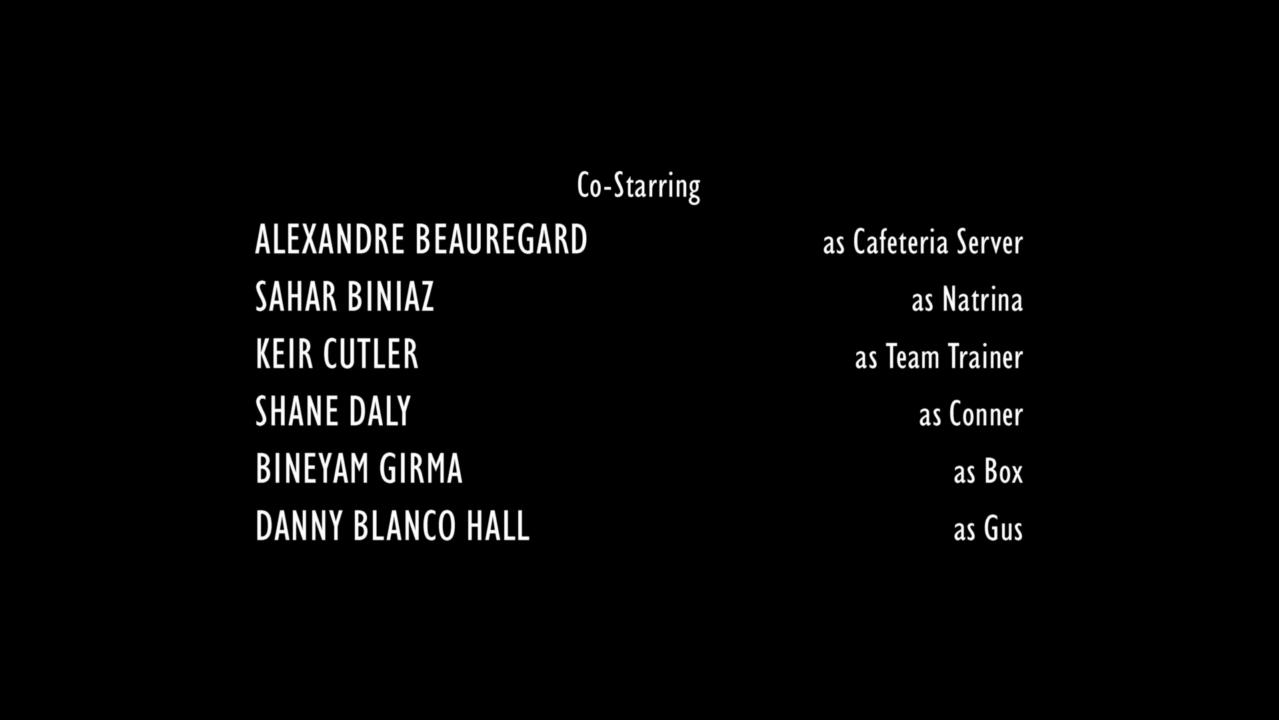 Co-Starring
ALEXANDRE BEAUREGARD as Cafeteria Server
SAHAR BINIAZ as Natrina
KEIR CUTLER as Team Trainer
SHANE DALY as Conner
BINEYAM GIRMA as Box
DANNY BLANCO HALL as Gus